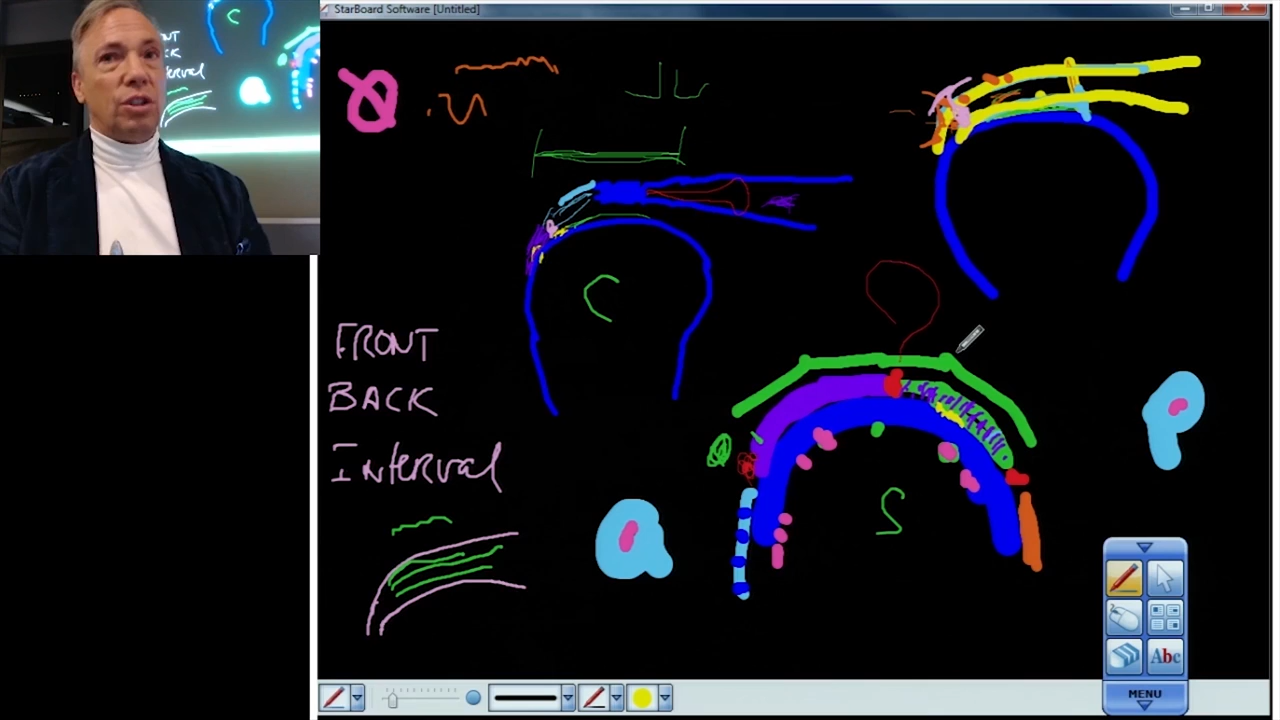 StarBoard Software [Untitled]
C
FRONT
BACK
INTERVAL
S
Abc
MENU